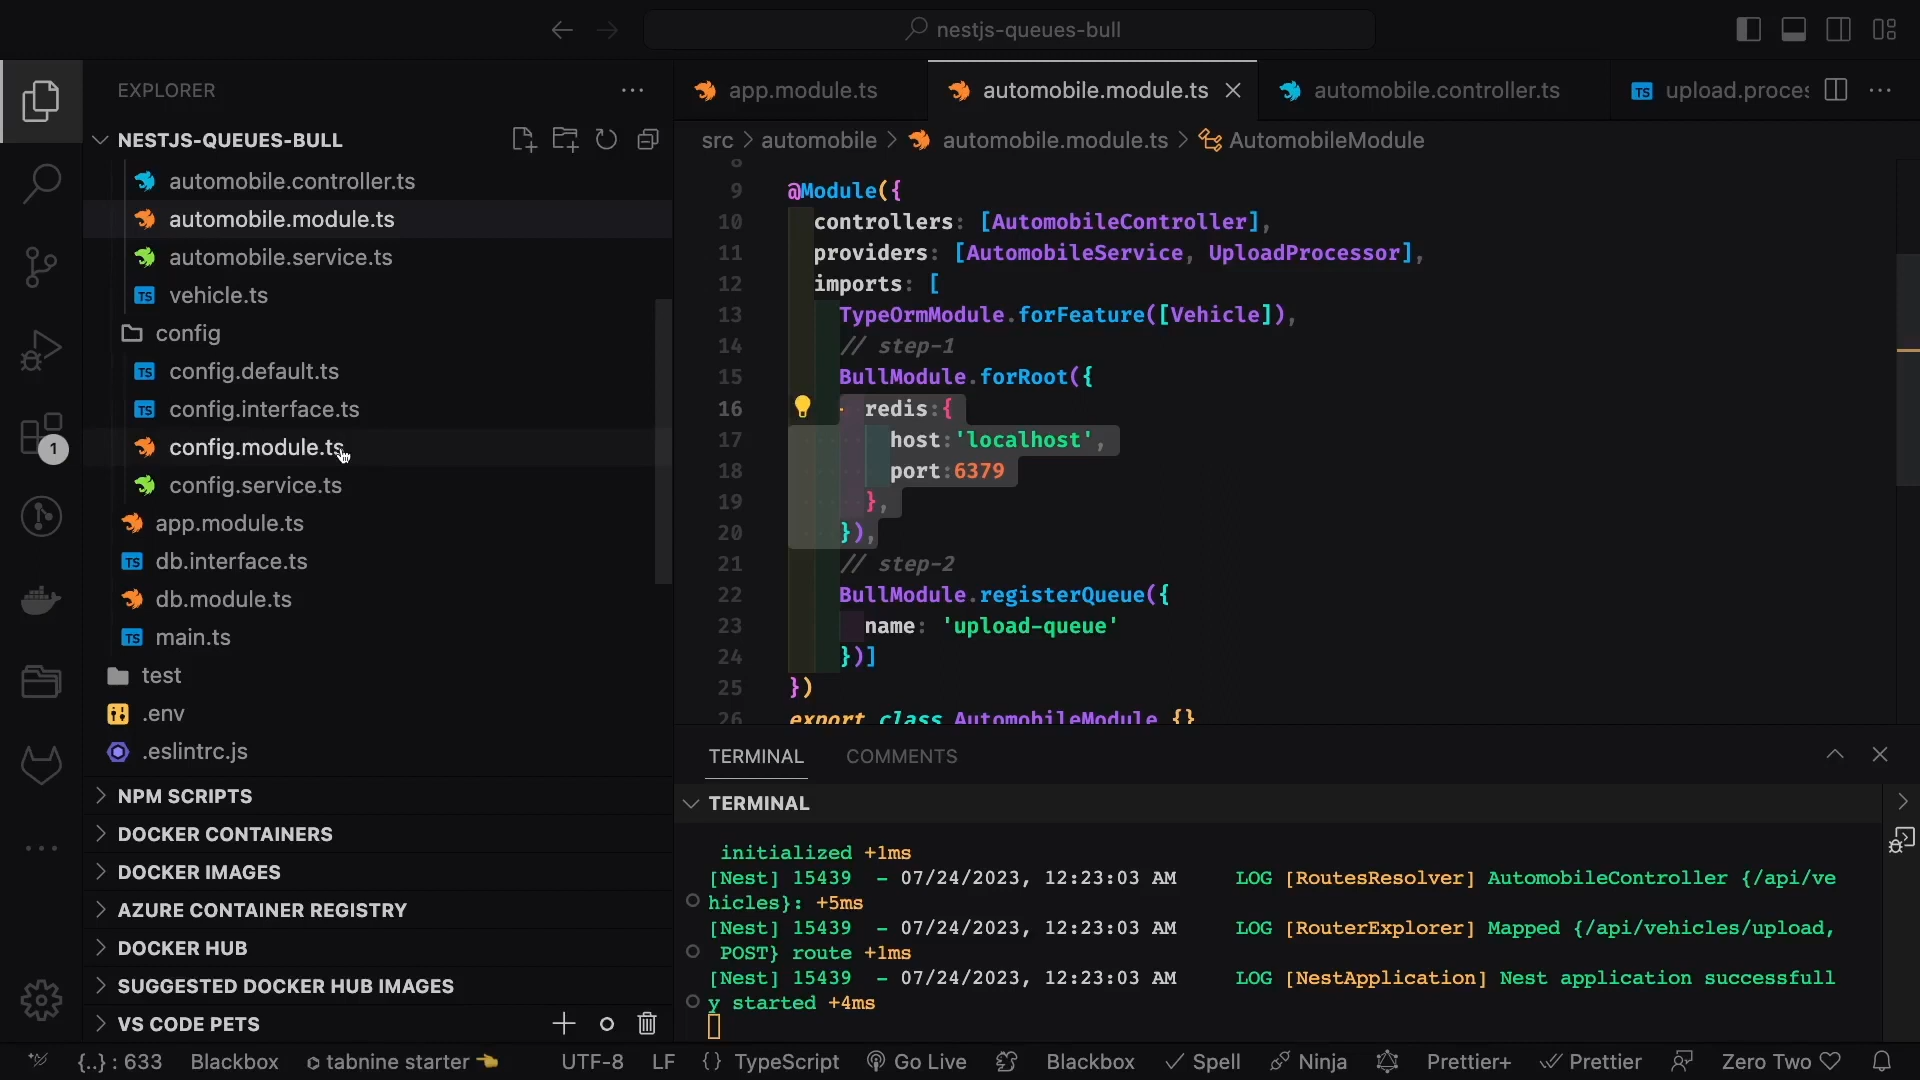 nestjs-queues-bull
EXPLORER
NESTJS-QUEUES-BULL
automobile.controller.ts
automobile.module.ts
automobile.service.ts
TS vehicle.ts
config
TS config.default.ts
TS config.interface.ts
config.module.ts
config.service.ts
app.module.ts
TS db.interface.ts
db.module.ts
TS main.ts
test
.env
.eslintrc.js
NPM SCRIPTS
DOCKER CONTAINERS
DOCKER IMAGES
AZURE CONTAINER REGISTRY
DOCKER HUB
SUGGESTED DOCKER HUB IMAGES
VS CODE PETS
1
app.module.ts
automobile.module.ts
automobile.controller.ts
TS upload.proces
src > automobile > automobile.module.ts > AutomobileModule
8
9 @Module({
10 controllers: [AutomobileController],
11 providers: [AutomobileService, UploadProcessor],
12 imports: [
13 TypeOrmModule.forFeature([Vehicle]),
14 // step-1
15 BullModule.forRoot({
16 redis:{
17 host:'localhost',
18 port:6379
19 },
20 }),
21 // step-2
22 BullModule.registerQueue({
23 name: 'upload-queue'
24 })]
25 })
26 export class AutomobileModule {}
TERMINAL COMMENTS
TERMINAL
initialized +1ms
[Nest] 15439 - 07/24/2023, 12:23:03 AM LOG [RoutesResolver] AutomobileController {/api/ve
hicles}: +5ms
[Nest] 15439 - 07/24/2023, 12:23:03 AM LOG [RouterExplorer] Mapped {/api/vehicles/upload,
POST} route +1ms
[Nest] 15439 - 07/24/2023, 12:23:03 AM LOG [NestApplication] Nest application successfull
y started +4ms
{..} : 633 Blackbox tabnine starter UTF-8 LF {} TypeScript Go Live Blackbox Spell Ninja Prettier+ Prettier Zero Two